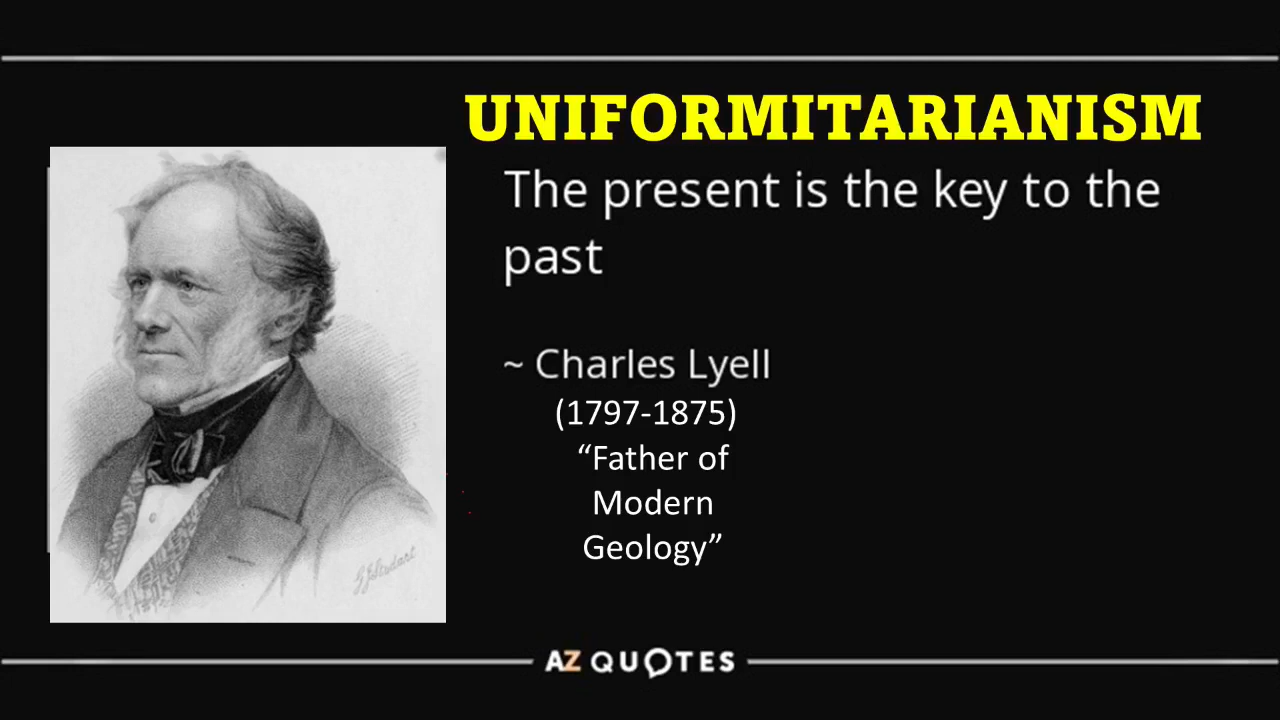 UNIFORMITARIANISM
The present is the key to the
past
~ Charles Lyell
(1797-1875)
“Father of
Modern
Geology”
AZ QUOTES